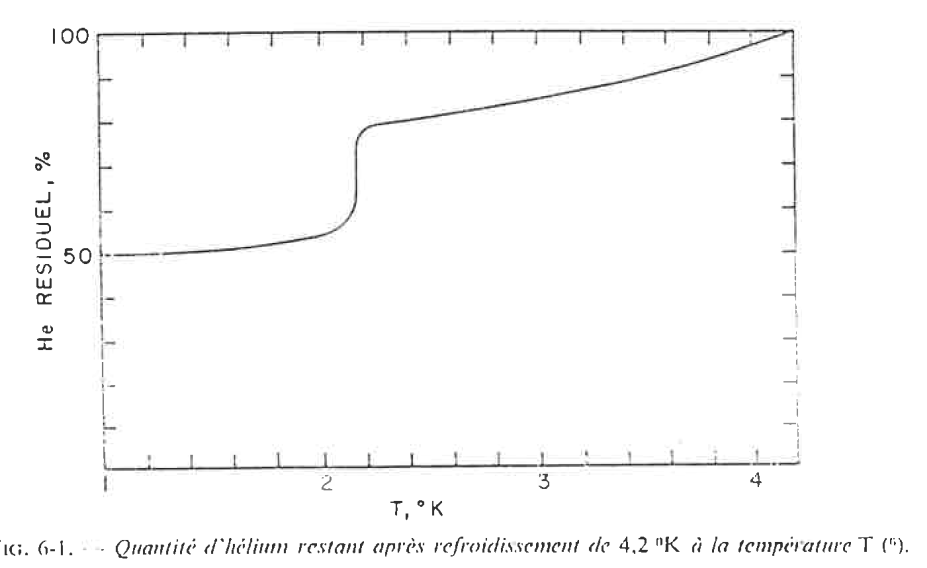 100
50
He RESIDUEL, %
1 2 3 4
T, °K
FIG. 6-1. — Quantité d'hélium restant après refroidissement de 4,2 °K à la température T (⁶).